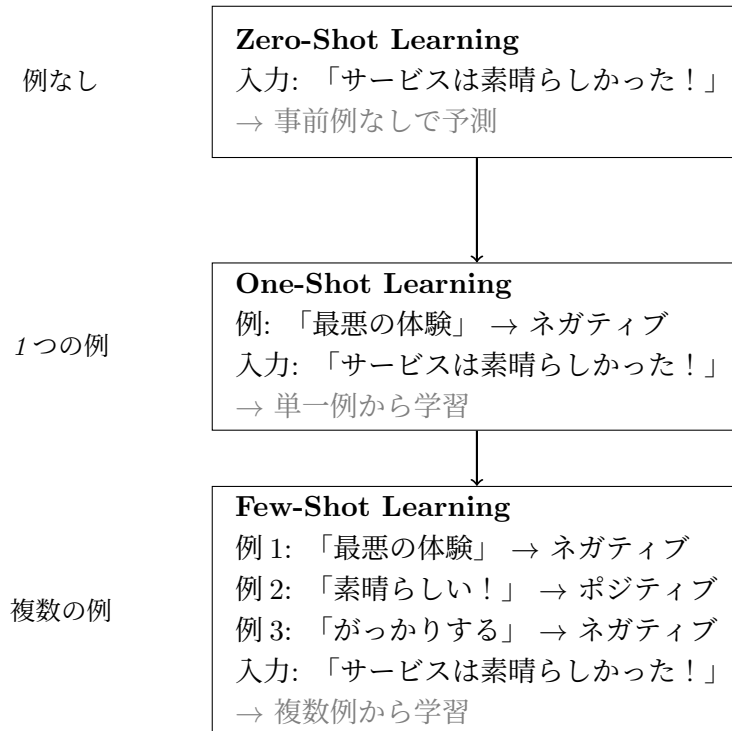 例なし
Zero-Shot Learning
入力: 「サービスは素晴らしかった！」
→ 事前例なしで予測
1つの例
One-Shot Learning
例: 「最悪の体験」 → ネガティブ
入力: 「サービスは素晴らしかった！」
→ 単一例から学習
複数の例
Few-Shot Learning
例 1: 「最悪の体験」 → ネガティブ
例 2: 「素晴らしい！」 → ポジティブ
例 3: 「がっかりする」 → ネガティブ
入力: 「サービスは素晴らしかった！」
→ 複数例から学習